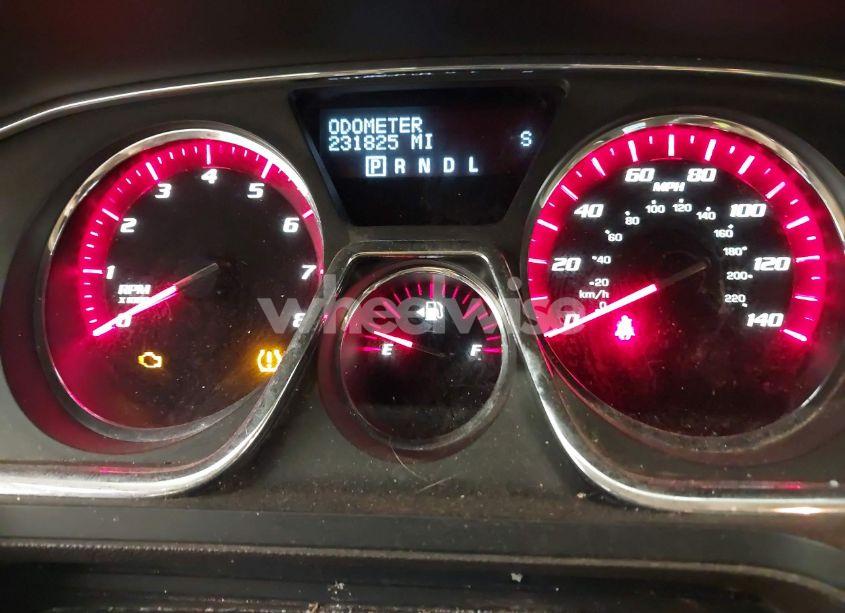 ODOMETER
231825 MI S
P R N D L
0 1 2 3 4 5 6 7 8
RPM
X1000
E F
0 20 40 60 80 100 120 140
MPH
0 20 40 60 80 100 120 140 160 180 200 220
km/h
wheelwise